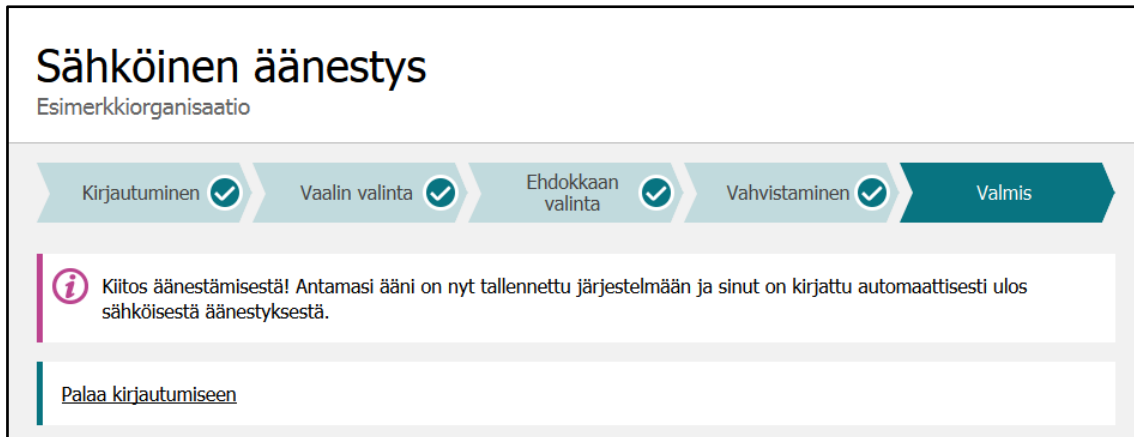 Sähköinen äänestys
Esimerkkiorganisaatio
Kirjautuminen
Vaalin valinta
Ehdokkaan
valinta
Vahvistaminen
Valmis
Kiitos äänestämisestä! Antamasi ääni on nyt tallennettu järjestelmään ja sinut on kirjattu automaattisesti ulos
sähköisestä äänestyksestä.
Palaa kirjautumiseen